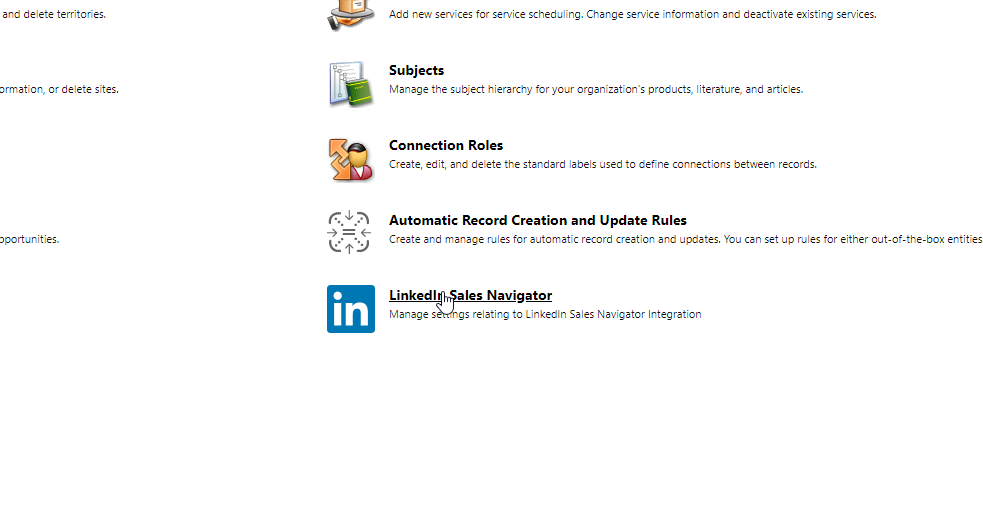 and delete territories.
Add new services for service scheduling. Change service information and deactivate existing services.
Subjects
ormation, or delete sites.
Manage the subject hierarchy for your organization's products, literature, and articles.
Connection Roles
Create, edit, and delete the standard labels used to define connections between records.
Automatic Record Creation and Update Rules
pportunities.
Create and manage rules for automatic record creation and updates. You can set up rules for either out-of-the-box entities
in
LinkedIn Sales Navigator
Manage settings relating to LinkedIn Sales Navigator Integration